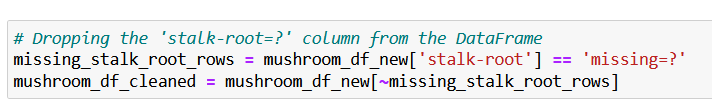 # Dropping the 'stalk-root=?' column from the DataFrame
missing_stalk_root_rows = mushroom_df_new['stalk-root'] == 'missing=?'
mushroom_df_cleaned = mushroom_df_new[~missing_stalk_root_rows]